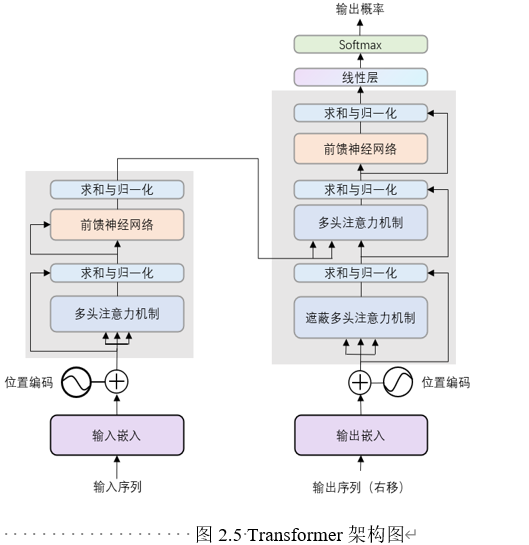 输出概率
Softmax
线性层
求和与归一化
前馈神经网络
求和与归一化
多头注意力机制
求和与归一化
遮蔽多头注意力机制
位置编码
输出嵌入
输出序列（右移）
求和与归一化
前馈神经网络
求和与归一化
多头注意力机制
位置编码
输入嵌入
输入序列
图 2.5 Transformer 架构图